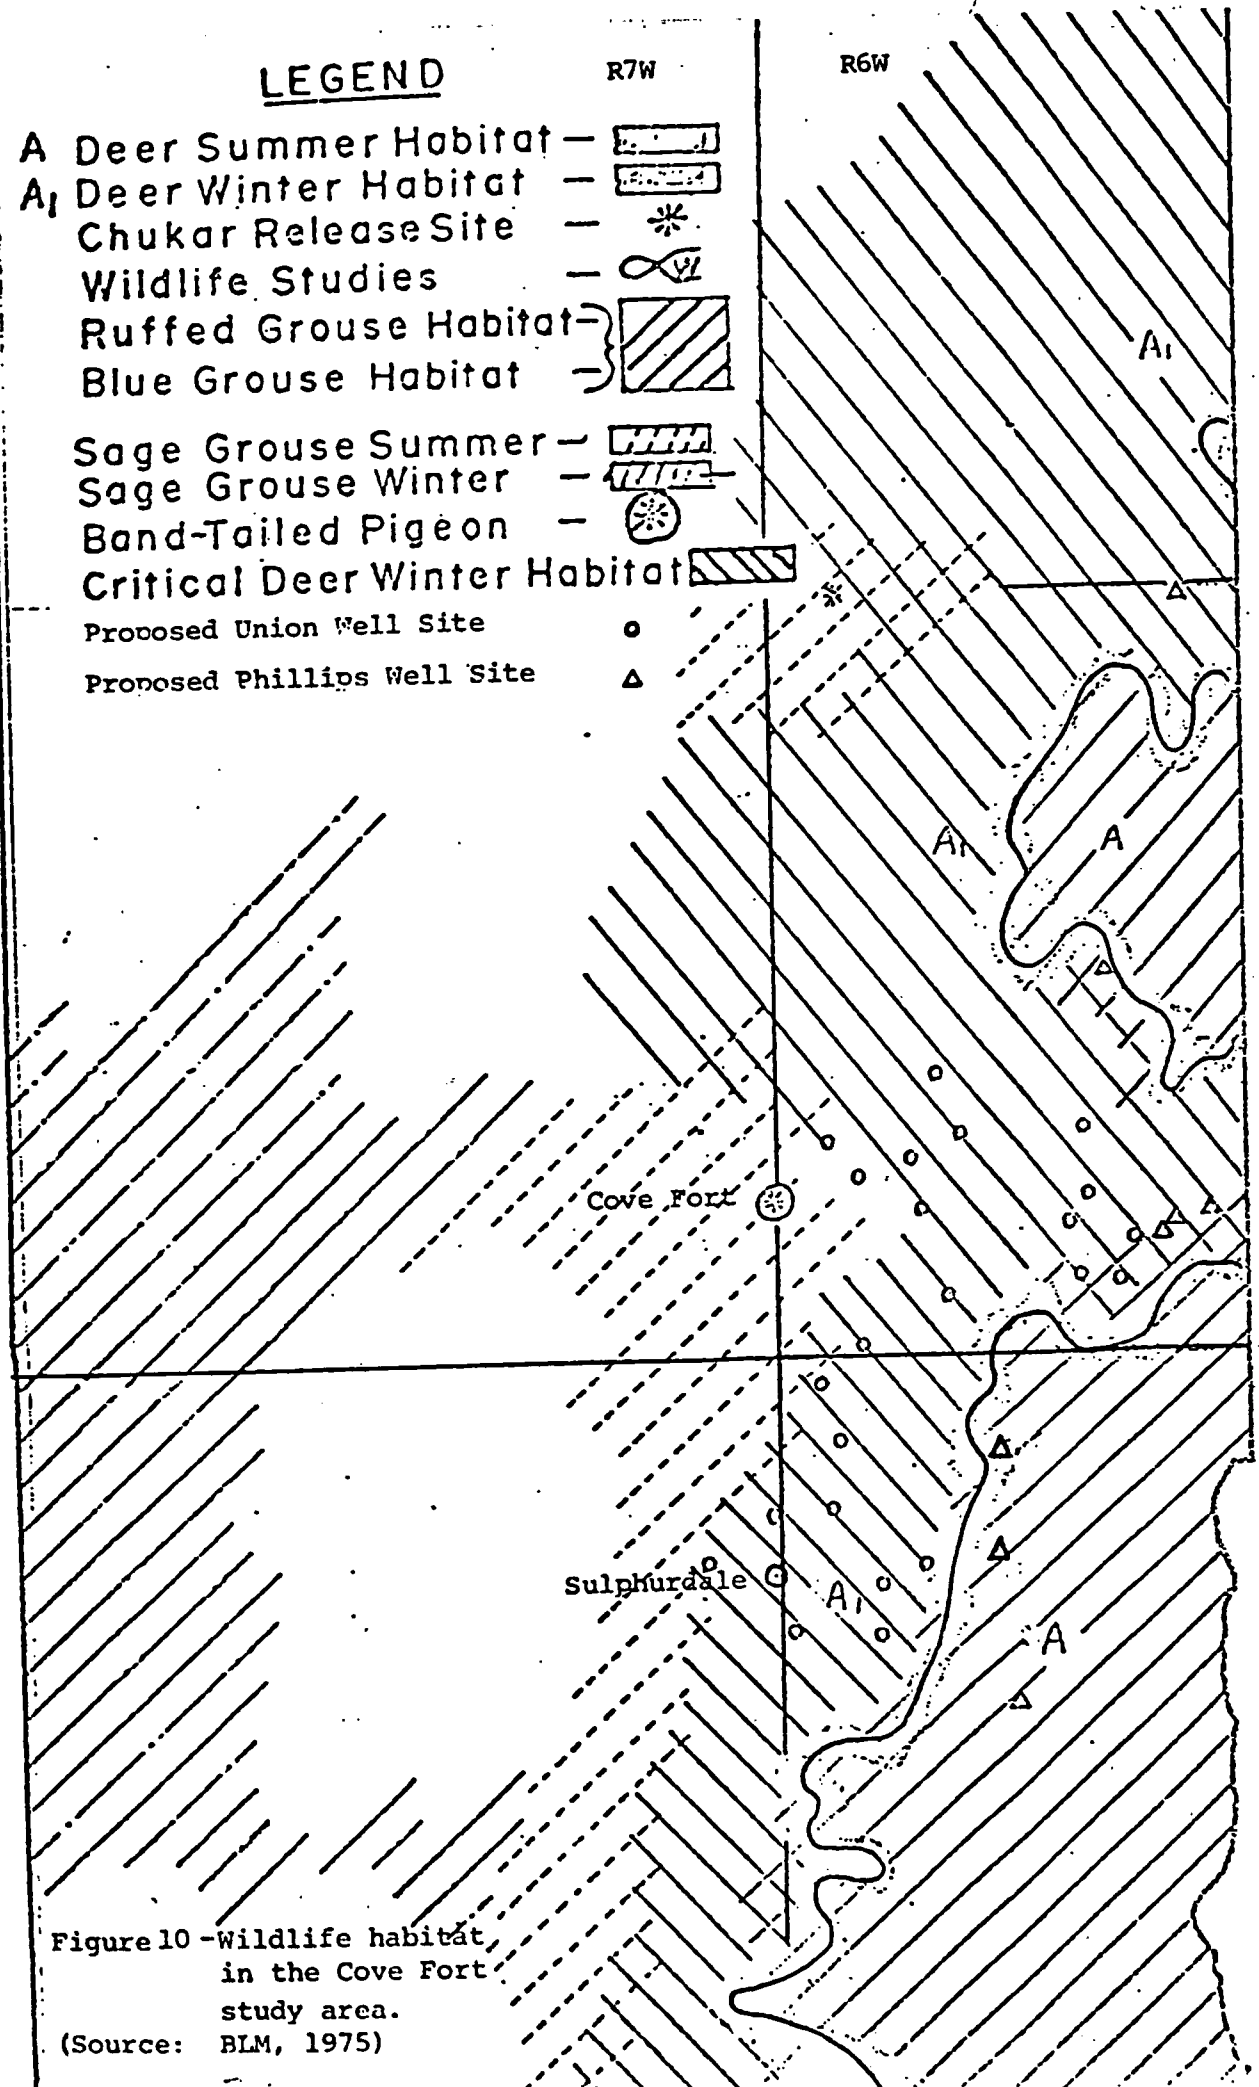 LEGEND
R7W
R6W
A Deer Summer Habitat —
A1 Deer Winter Habitat —
Chukar Release Site —
Wildlife Studies —
Ruffed Grouse Habitat —
Blue Grouse Habitat —
Sage Grouse Summer —
Sage Grouse Winter —
Band-Tailed Pigeon —
Critical Deer Winter Habitat
Proposed Union Well Site
Proposed Phillips Well Site
A1
A1
A
Cove Fort
Sulphurdale
A1
A
Figure 10 - Wildlife habitat
in the Cove Fort
study area.
(Source: BLM, 1975)